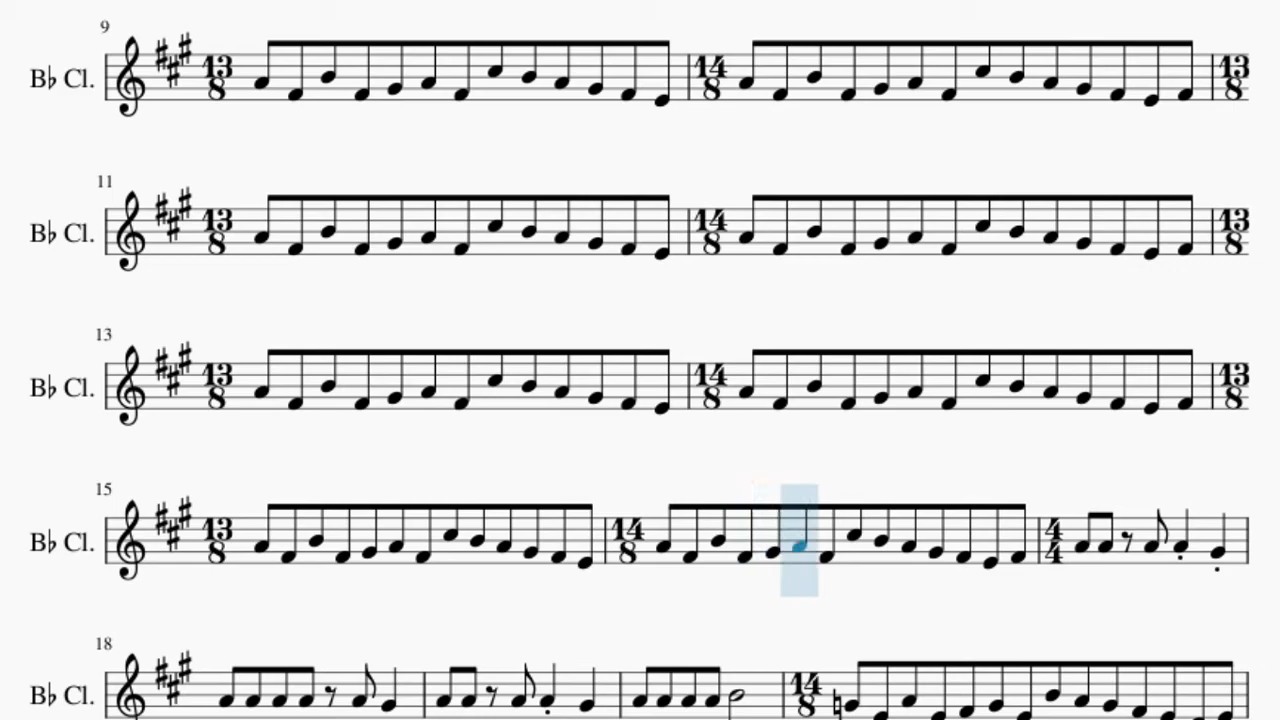 9
B♭ Cl. 13/8 14/8 13/8
11
B♭ Cl. 13/8 14/8 13/8
13
B♭ Cl. 13/8 14/8 13/8
15
B♭ Cl. 13/8 14/8 4/4
18
B♭ Cl. 14/8